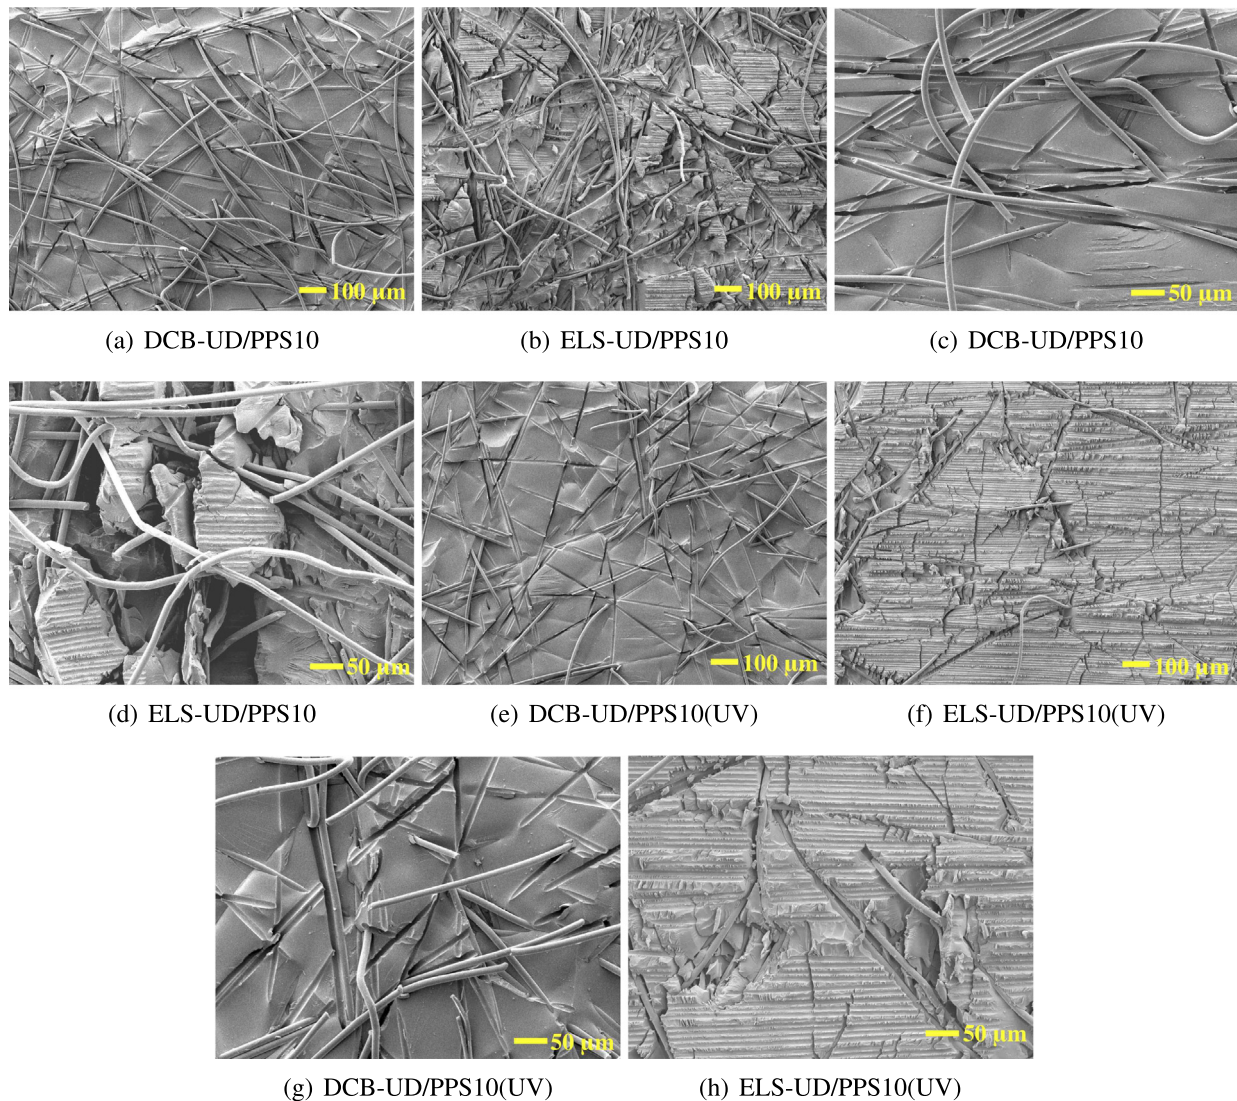 100 µm
100 µm
50 µm
(a) DCB-UD/PPS10
(b) ELS-UD/PPS10
(c) DCB-UD/PPS10
50 µm
100 µm
100 µm
(d) ELS-UD/PPS10
(e) DCB-UD/PPS10(UV)
(f) ELS-UD/PPS10(UV)
50 µm
50 µm
(g) DCB-UD/PPS10(UV)
(h) ELS-UD/PPS10(UV)